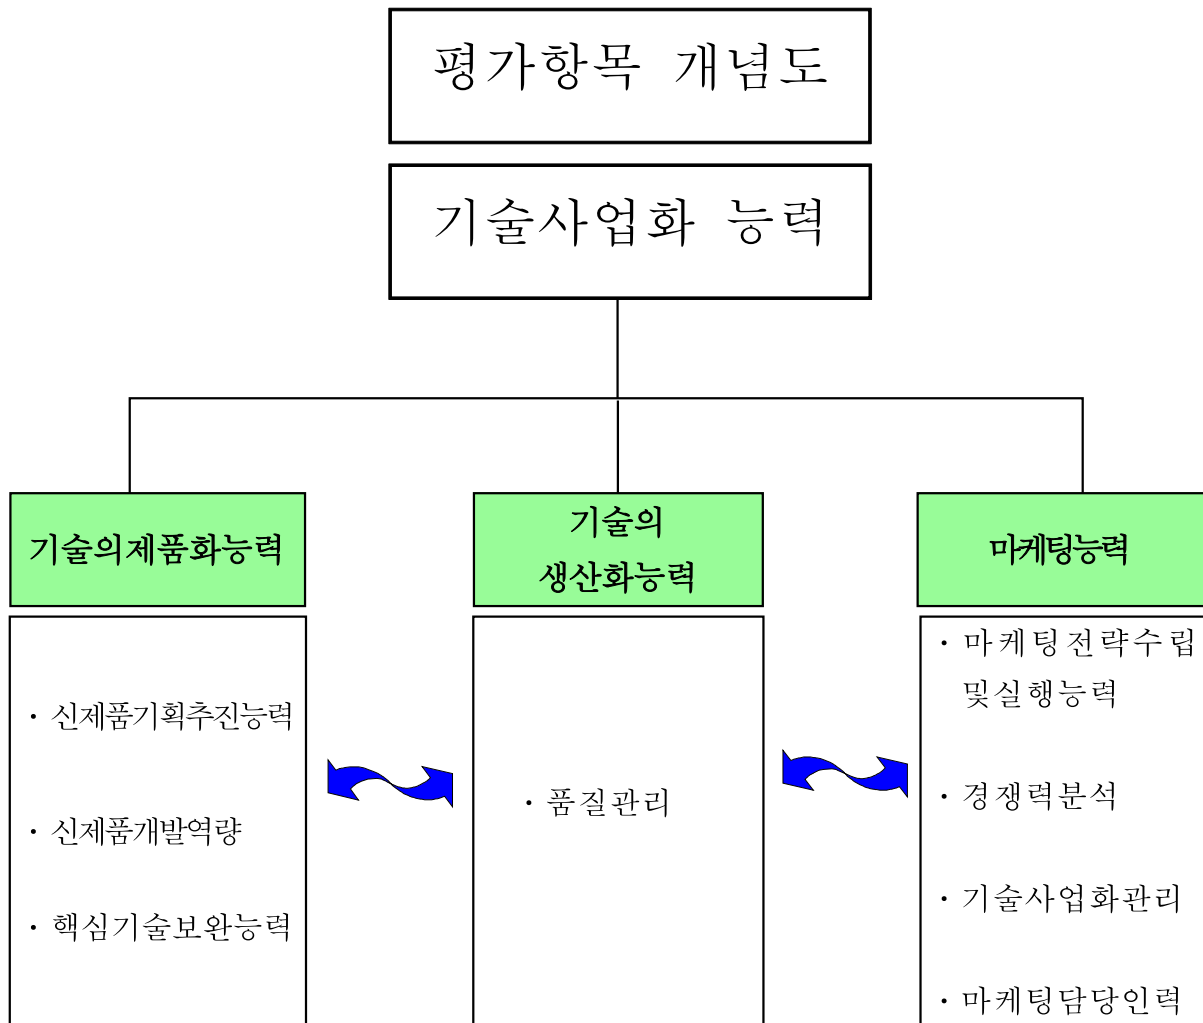 평가항목 개념도
기술사업화 능력
기술의제품화능력
· 신제품기획추진능력
· 신제품개발역량
· 핵심기술보완능력
기술의
생산화능력
· 품질관리
마케팅능력
· 마케팅전략수립
및실행능력
· 경쟁력분석
· 기술사업화관리
· 마케팅담당인력